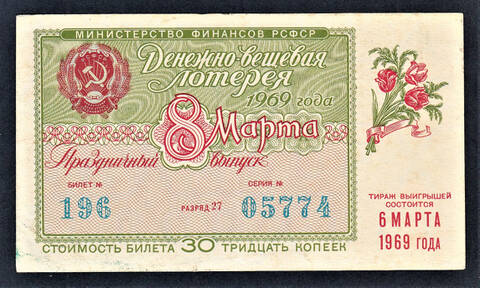 МИНИСТЕРСТВО ФИНАНСОВ РСФСР
Денежно-вещевая
лотерея
1969 года
8 Марта
Праздничный выпуск
БИЛЕТ № СЕРИЯ №
196 РАЗРЯД 27 05774
СТОИМОСТЬ БИЛЕТА 30 ТРИДЦАТЬ КОПЕЕК
ТИРАЖ ВЫИГРЫШЕЙ
СОСТОИТСЯ
6 МАРТА
1969 ГОДА